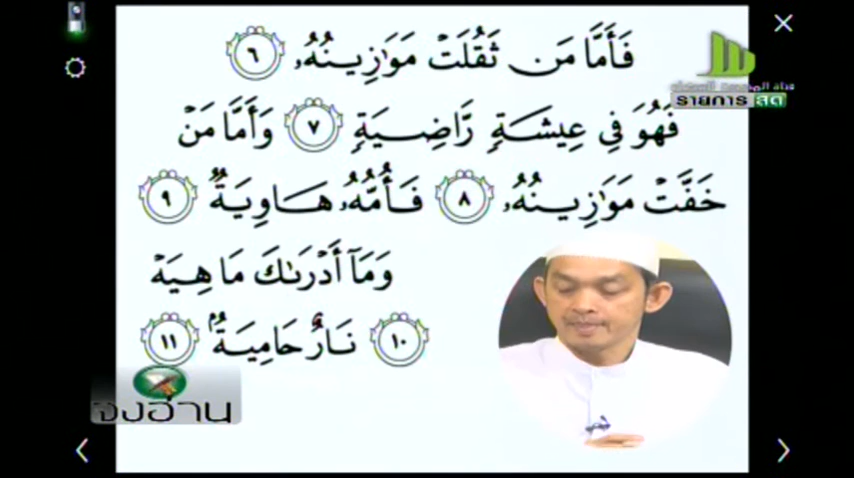 فَأَمَّا مَن ثَقُلَتْ مَوَٰزِينُهُۥ ٦
فَهُوَ فِي عِيشَةٍ رَّاضِيَةٍ ٧ وَأَمَّا مَنْ
خَفَّتْ مَوَٰزِينُهُۥ ٨ فَأُمُّهُۥ هَاوِيَةٌ ٩
وَمَآ أَدْرَىٰكَ مَا هِيَهْ
١٠ نَارٌ حَامِيَةٌۢ ١١
รายการ สด
จงอ่าน